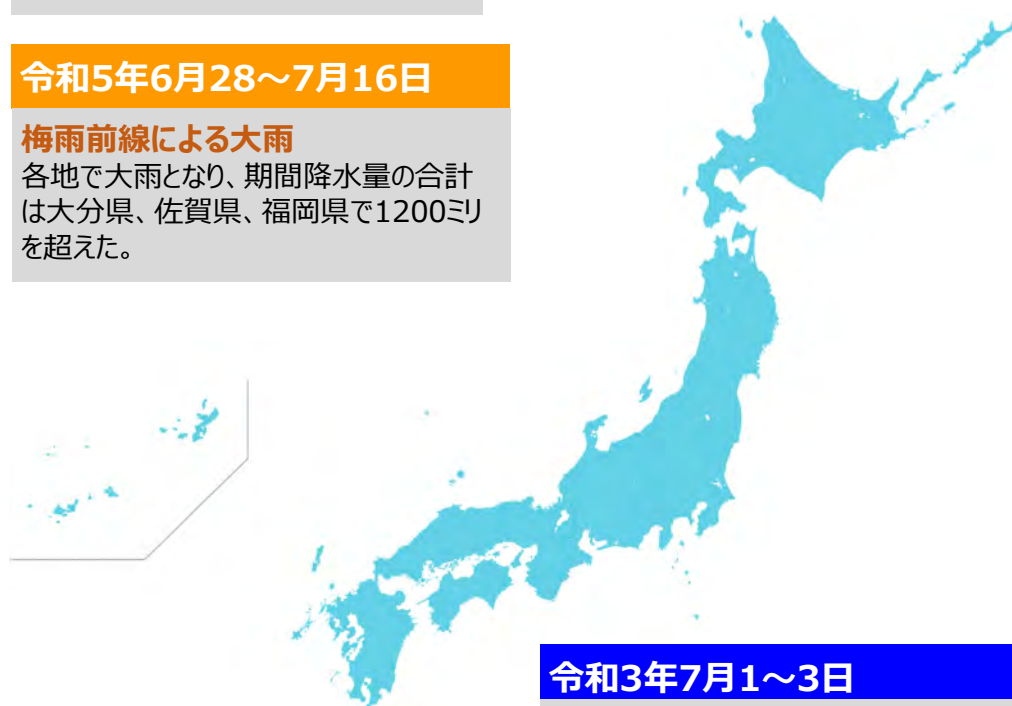 令和5年6月28～7月16日
梅雨前線による大雨
各地で大雨となり、期間降水量の合計
は大分県、佐賀県、福岡県で1200ミリ
を超えた。
令和3年7月1～3日